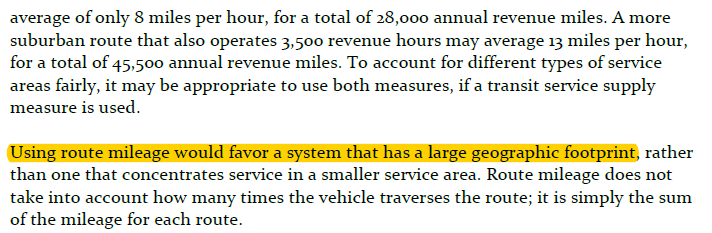 average of only 8 miles per hour, for a total of 28,000 annual revenue miles. A more
suburban route that also operates 3,500 revenue hours may average 13 miles per hour,
for a total of 45,500 annual revenue miles. To account for different types of service
areas fairly, it may be appropriate to use both measures, if a transit service supply
measure is used.
Using route mileage would favor a system that has a large geographic footprint, rather
than one that concentrates service in a smaller service area. Route mileage does not
take into account how many times the vehicle traverses the route; it is simply the sum
of the mileage for each route.